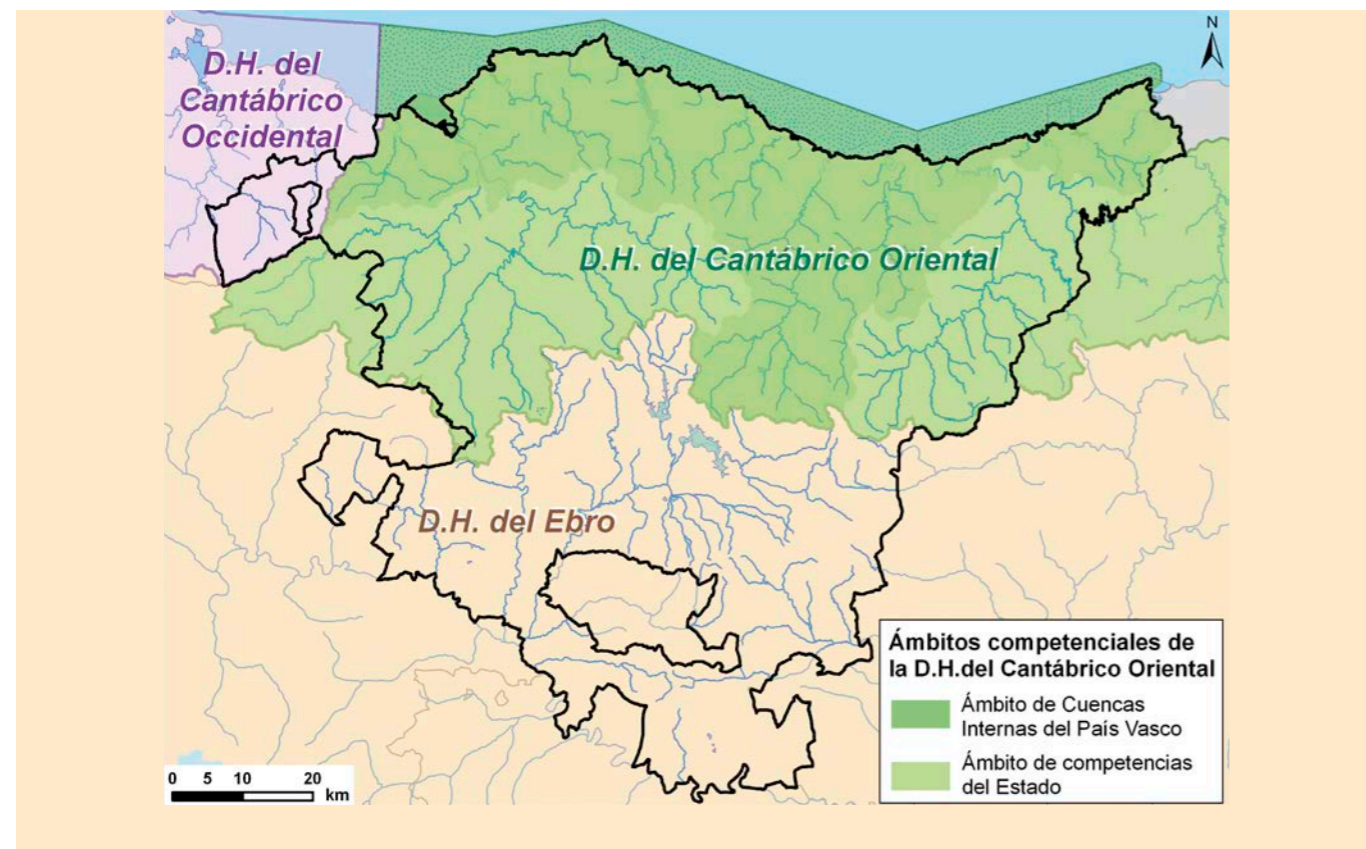 N
D.H. del
Cantábrico
Occidental
D.H. del Cantábrico Oriental
D.H. del Ebro
Ámbitos competenciales de
la D.H.del Cantábrico Oriental
Ámbito de Cuencas
Internas del País Vasco
Ámbito de competencias
del Estado
0 5 10 20
km